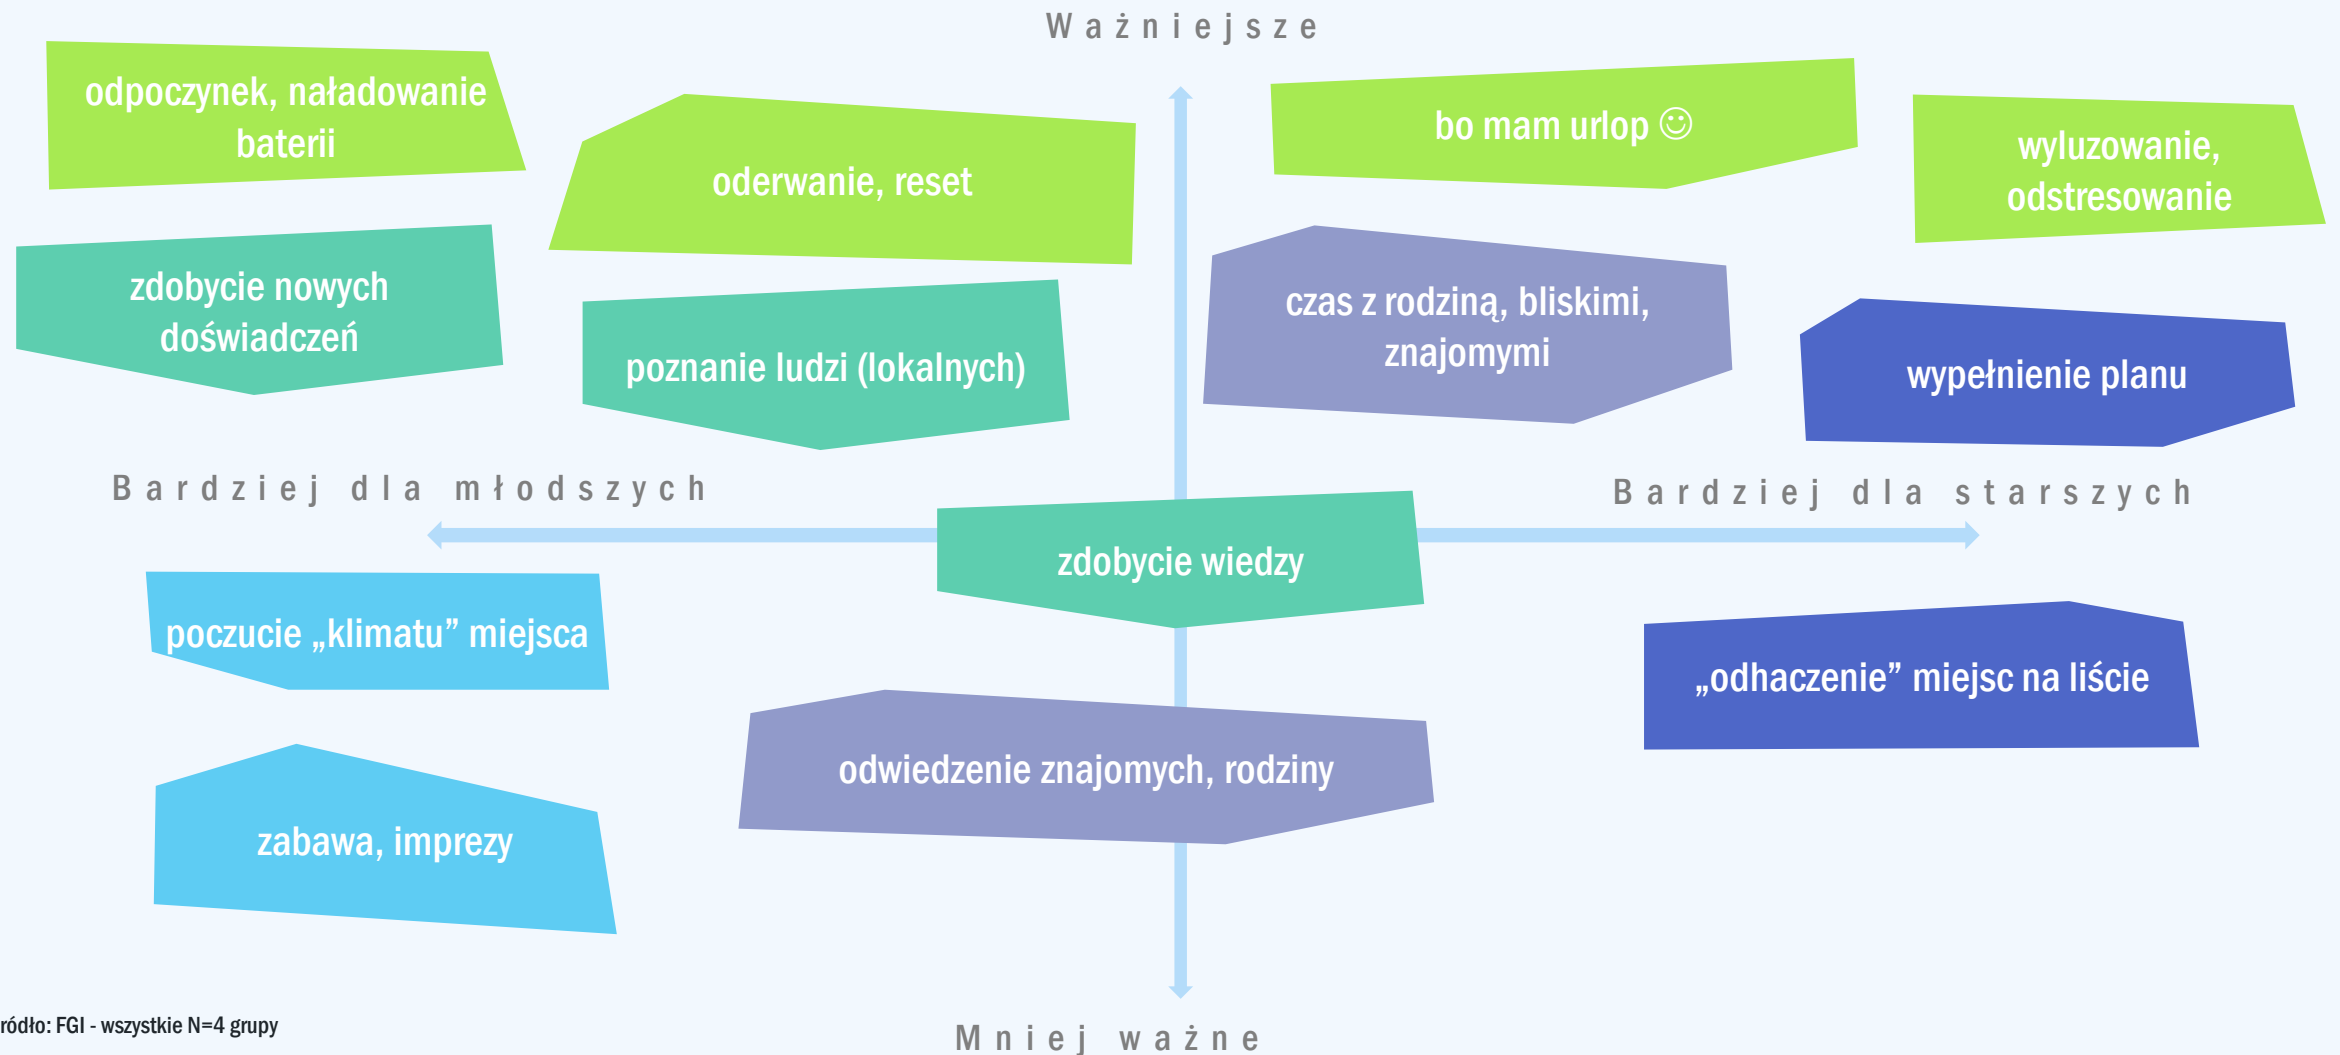 Ważniejsze
odpoczynek, naładowanie
baterii
oderwanie, reset
bo mam urlop ☺
wyluzowanie,
odstresowanie
zdobycie nowych
doświadczeń
poznanie ludzi (lokalnych)
czas z rodziną, bliskimi,
znajomymi
wypełnienie planu
Bardziej dla młodszych
Bardziej dla starszych
zdobycie wiedzy
poczucie „klimatu” miejsca
„odhaczenie” miejsc na liście
odwiedzenie znajomych, rodziny
zabawa, imprezy
ródło: FGI - wszystkie N=4 grupy
Mniej ważne